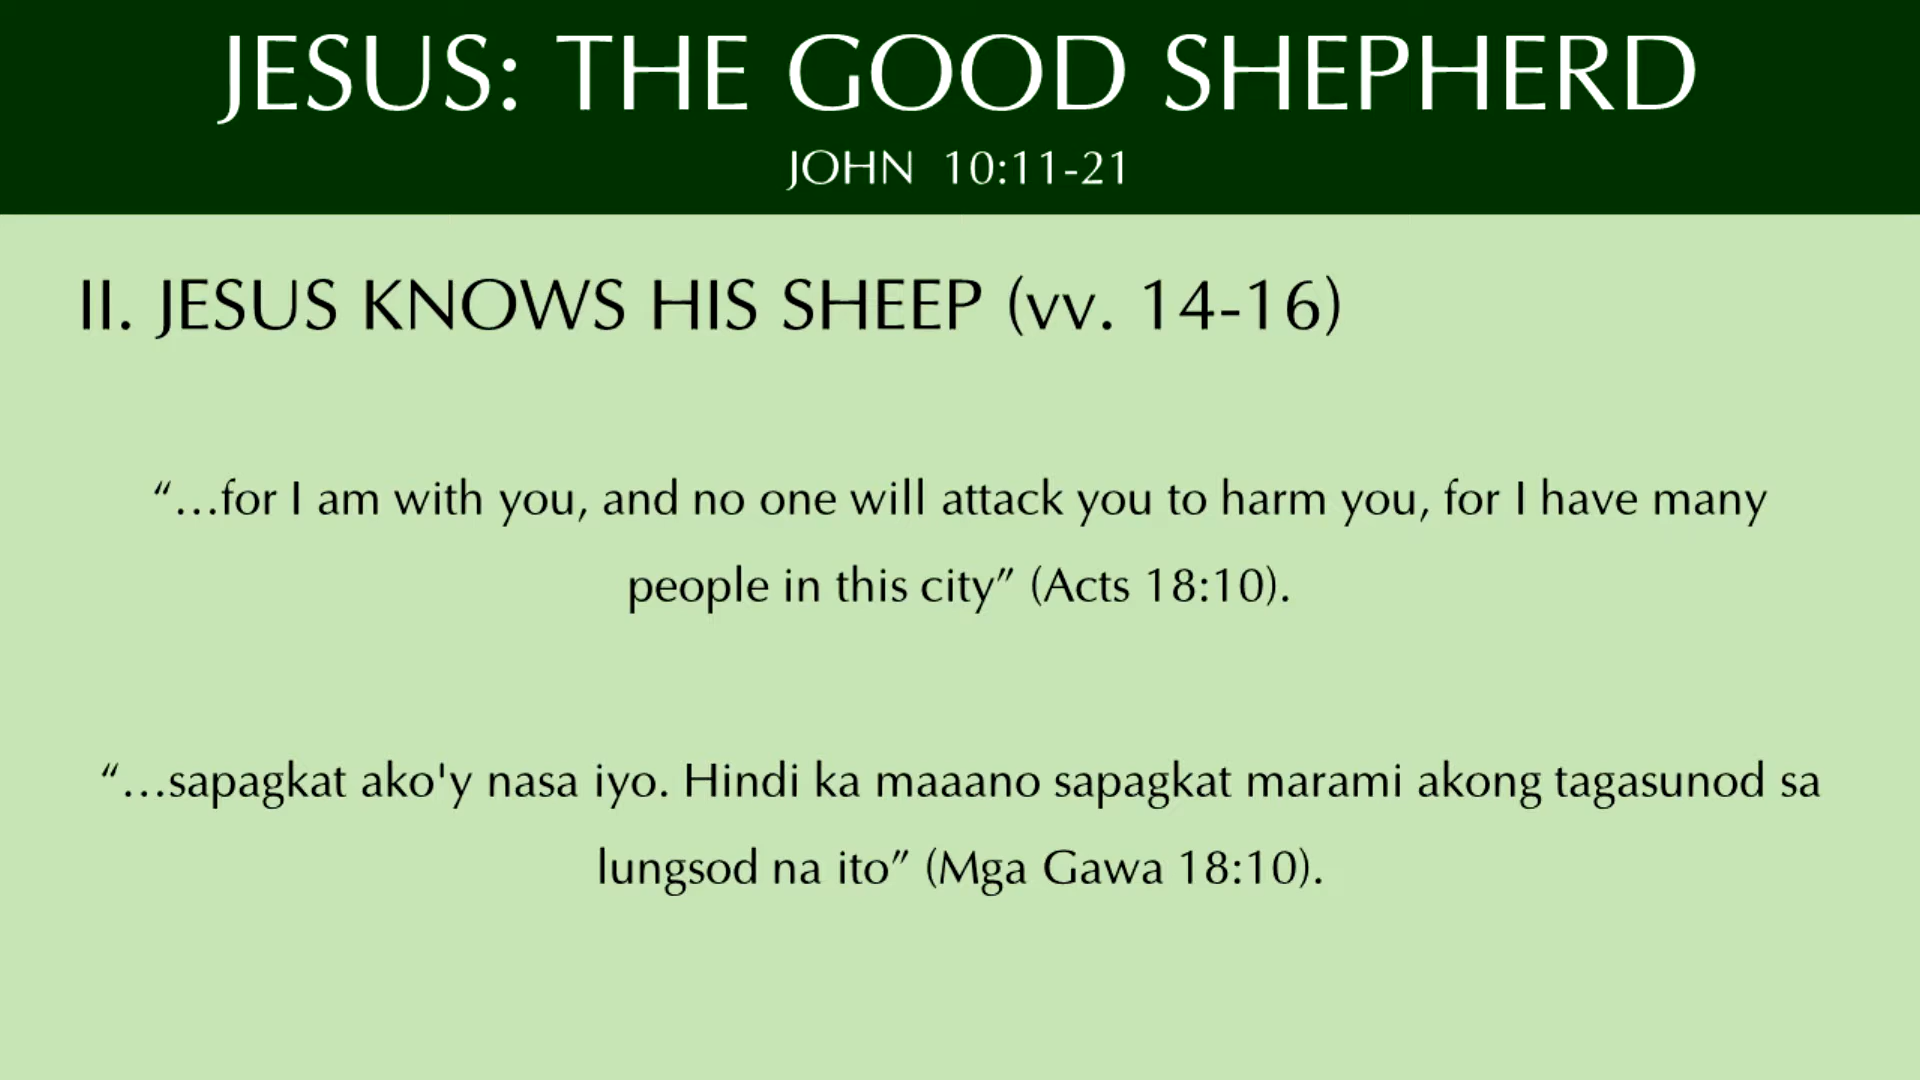 JESUS: THE GOOD SHEPHERD
JOHN 10:11-21
II. JESUS KNOWS HIS SHEEP (vv. 14-16)
“…for I am with you, and no one will attack you to harm you, for I have many
people in this city” (Acts 18:10).
“…sapagkat ako'y nasa iyo. Hindi ka maaano sapagkat marami akong tagasunod sa
lungsod na ito” (Mga Gawa 18:10).